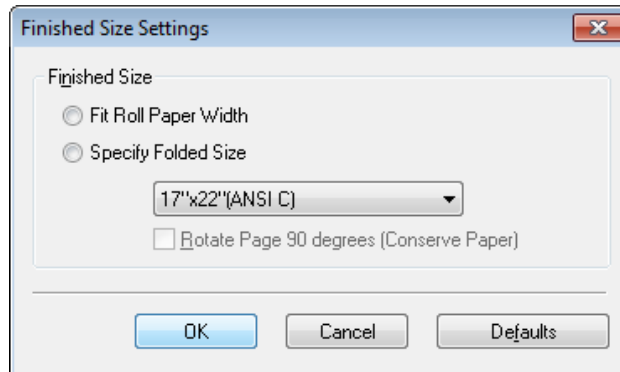 Finished Size Settings
Finished Size
Fit Roll Paper Width
Specify Folded Size
17"x22"(ANSI C)
Rotate Page 90 degrees (Conserve Paper)
OK Cancel Defaults